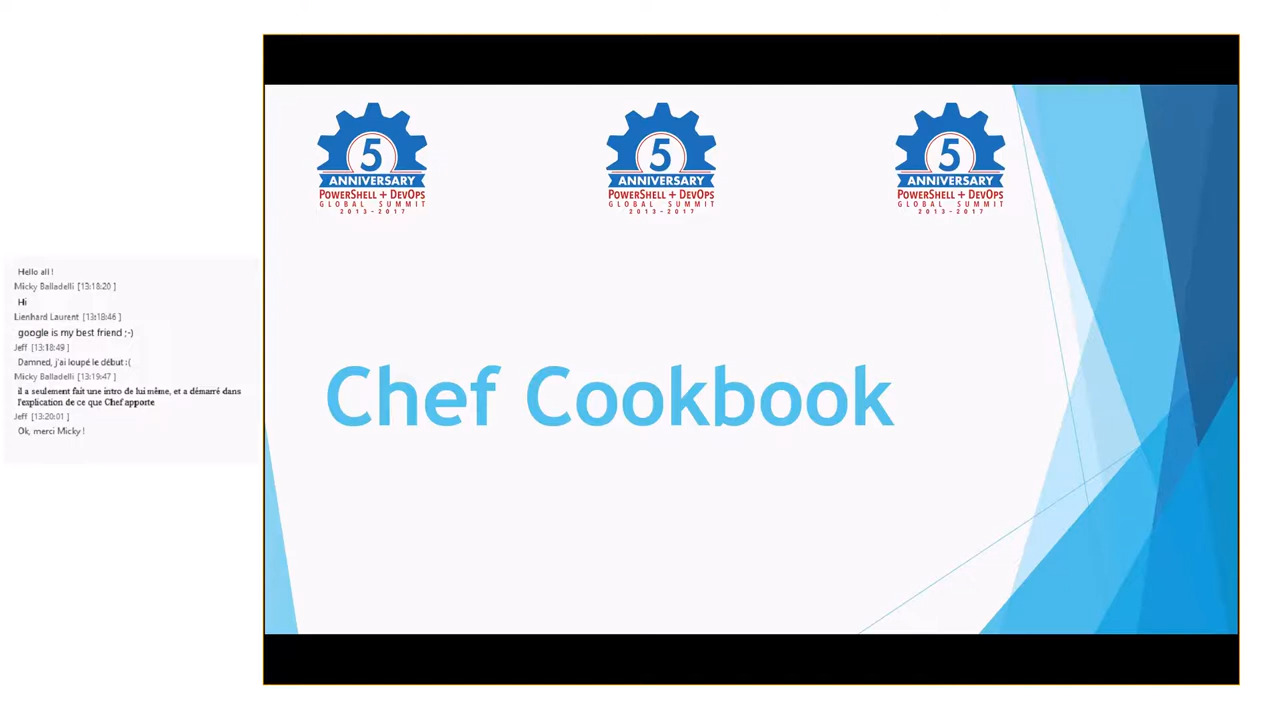 Hello all !
Micky Balladelli [13:18:20 ]
Hi
Lienhard Laurent [13:18:46 ]
google is my best friend ;-)
Jeff [13:18:49 ]
Damned, j'ai loupé le début :(
Micky Balladelli [13:19:47 ]
il a seulement fait une intro de lui même, et a démarré dans
l'explication de ce que Chef apporte
Jeff [13:20:01 ]
Ok, merci Micky !
5
ANNIVERSARY
POWERSHELL + DEVOPS
GLOBAL SUMMIT
2013-2017
5
ANNIVERSARY
POWERSHELL + DEVOPS
GLOBAL SUMMIT
2013-2017
5
ANNIVERSARY
POWERSHELL + DEVOPS
GLOBAL SUMMIT
2013-2017
Chef Cookbook